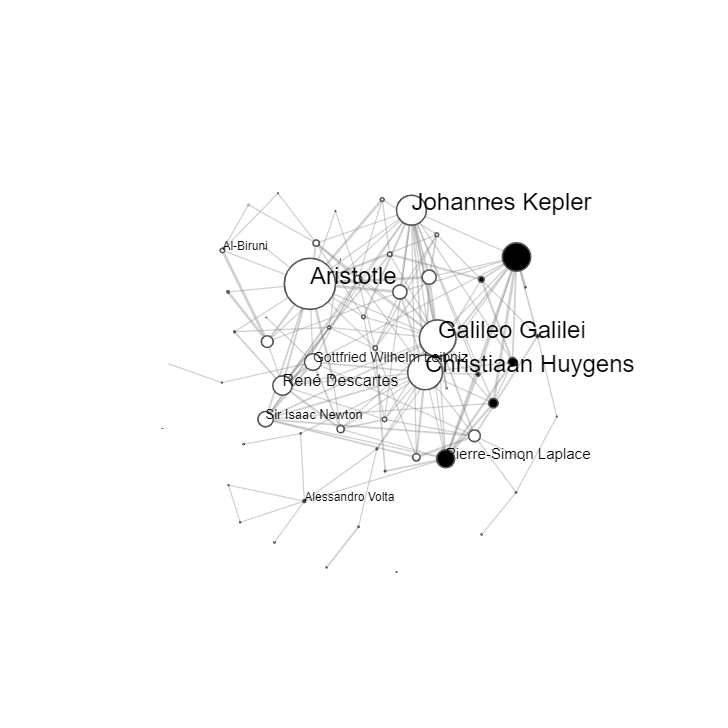 Johannes Kepler
Al-Biruni
Aristotle
Galileo Galilei
Gottfried Wilhelm Leibniz
Christiaan Huygens
René Descartes
Sir Isaac Newton
Pierre-Simon Laplace
Alessandro Volta